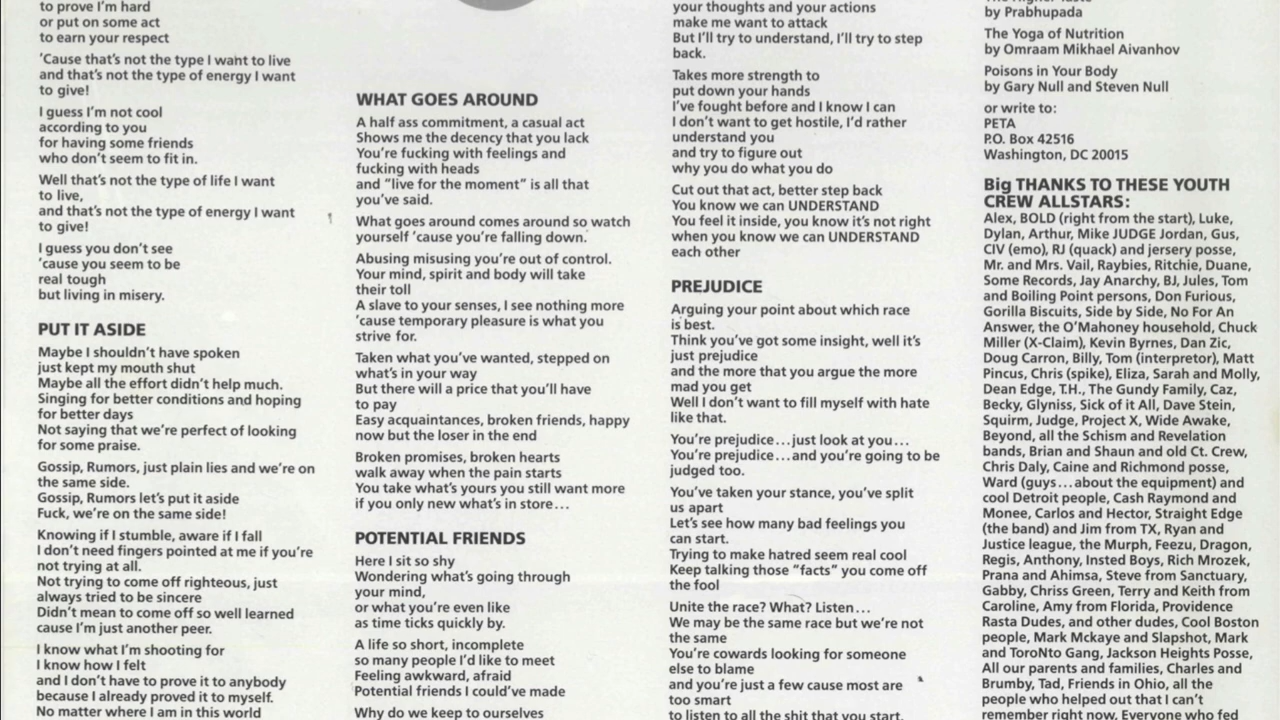 to prove I'm hard
or put on some act
to earn your respect
'Cause that's not the type I want to live
and that's not the type of energy I want
to give!
I guess I'm not cool
according to you
for having some friends
who don't seem to fit in.
Well that's not the type of life I want
to live,
and that's not the type of energy I want
to give!
I guess you don't see
'cause you seem to be
real tough
but living in misery.
PUT IT ASIDE
Maybe I shouldn't have spoken
just kept my mouth shut
Maybe all the effort didn't help much.
Singing for better conditions and hoping
for better days
Not saying that we're perfect of looking
for some praise.
Gossip, Rumors, just plain lies and we're on
the same side.
Gossip, Rumors let's put it aside
Fuck, we're on the same side!
Knowing if I stumble, aware if I fall
I don't need fingers pointed at me if you're
not trying at all.
Not trying to come off righteous, just
always tried to be sincere
Didn't mean to come off so well learned
cause I'm just another peer.
I know what I'm shooting for
I know how I felt
and I don't have to prove it to anybody
because I already proved it to myself.
No matter where I am in this world
WHAT GOES AROUND
A half ass commitment, a casual act
Shows me the decency that you lack
You're fucking with feelings and
fucking with heads
and "live for the moment" is all that
you've said.
What goes around comes around so watch
yourself 'cause you're falling down.
Abusing misusing you're out of control.
Your mind, spirit and body will take
their toll
A slave to your senses, I see nothing more
'cause temporary pleasure is what you
strive for.
Taken what you've wanted, stepped on
what's in your way
But there will a price that you'll have
to pay
Easy acquaintances, broken friends, happy
now but the loser in the end
Broken promises, broken hearts
walk away when the pain starts
You take what's yours you still want more
if you only new what's in store...
POTENTIAL FRIENDS
Here I sit so shy
Wondering what's going through
your mind,
or what you're even like
as time ticks quickly by.
A life so short, incomplete
so many people I'd like to meet
Feeling awkward, afraid
Potential friends I could've made
Why do we keep to ourselves
your thoughts and your actions
make me want to attack
But I'll try to understand, I'll try to step
back.
Takes more strength to
put down your hands
I've fought before and I know I can
I don't want to get hostile, I'd rather
understand you
and try to figure out
why you do what you do
Cut out that act, better step back
You know we can UNDERSTAND
You feel it inside, you know it's not right
when you know we can UNDERSTAND
each other
PREJUDICE
Arguing your point about which race
is best.
Think you've got some insight, well it's
just prejudice
and the more that you argue the more
mad you get
Well I don't want to fill myself with hate
like that.
You're prejudice...just look at you...
You're prejudice...and you're going to be
judged too.
You've taken your stance, you've split
us apart
Let's see how many bad feelings you
can start.
Trying to make hatred seem real cool
Keep talking those "facts" you come off
the fool
Unite the race? What? Listen...
We may be the same race but we're not
the same
You're cowards looking for someone
else to blame
and you're just a few cause most are
too smart
to listen to all the shit that you start.
by Prabhupada
The Yoga of Nutrition
by Omraam Mikhael Aivanhov
Poisons in Your Body
by Gary Null and Steven Null
or write to:
PETA
P.O. Box 42516
Washington, DC 20015
Big THANKS TO THESE YOUTH
CREW ALLSTARS:
Alex, BOLD (right from the start), Luke,
Dylan, Arthur, Mike JUDGE Jordan, Gus,
CIV (emo), RJ (quack) and jersery posse,
Mr. and Mrs. Vail, Raybies, Ritchie, Duane,
Some Records, Jay Anarchy, BJ, Jules, Tom
and Boiling Point persons, Don Furious,
Gorilla Biscuits, Side by Side, No For An
Answer, the O'Mahoney household, Chuck
Miller (X-Claim), Kevin Byrnes, Dan Zic,
Doug Carron, Billy, Tom (interpretor), Matt
Pincus, Chris (spike), Eliza, Sarah and Molly,
Dean Edge, T.H., The Gundy Family, Caz,
Becky, Glyniss, Sick of it All, Dave Stein,
Squirm, Judge, Project X, Wide Awake,
Beyond, all the Schism and Revelation
bands, Brian and Shaun and old Ct. Crew,
Chris Daly, Caine and Richmond posse,
Ward (guys...about the equipment) and
cool Detroit people, Cash Raymond and
Monee, Carlos and Hector, Straight Edge
(the band) and Jim from TX, Ryan and
Justice league, the Murph, Feezu, Dragon,
Regis, Anthony, Insted Boys, Rich Mrozek,
Prana and Ahimsa, Steve from Sanctuary,
Gabby, Chriss Green, Terry and Keith from
Caroline, Amy from Florida, Providence
Rasta Dudes, and other dudes, Cool Boston
people, Mark Mckaye and Slapshot, Mark
and ToroNto Gang, Jackson Heights Posse,
All our parents and families, Charles and
Brumby, Tad, Friends in Ohio, all the
people who helped out that I can't
remember right now. Everyone who fed